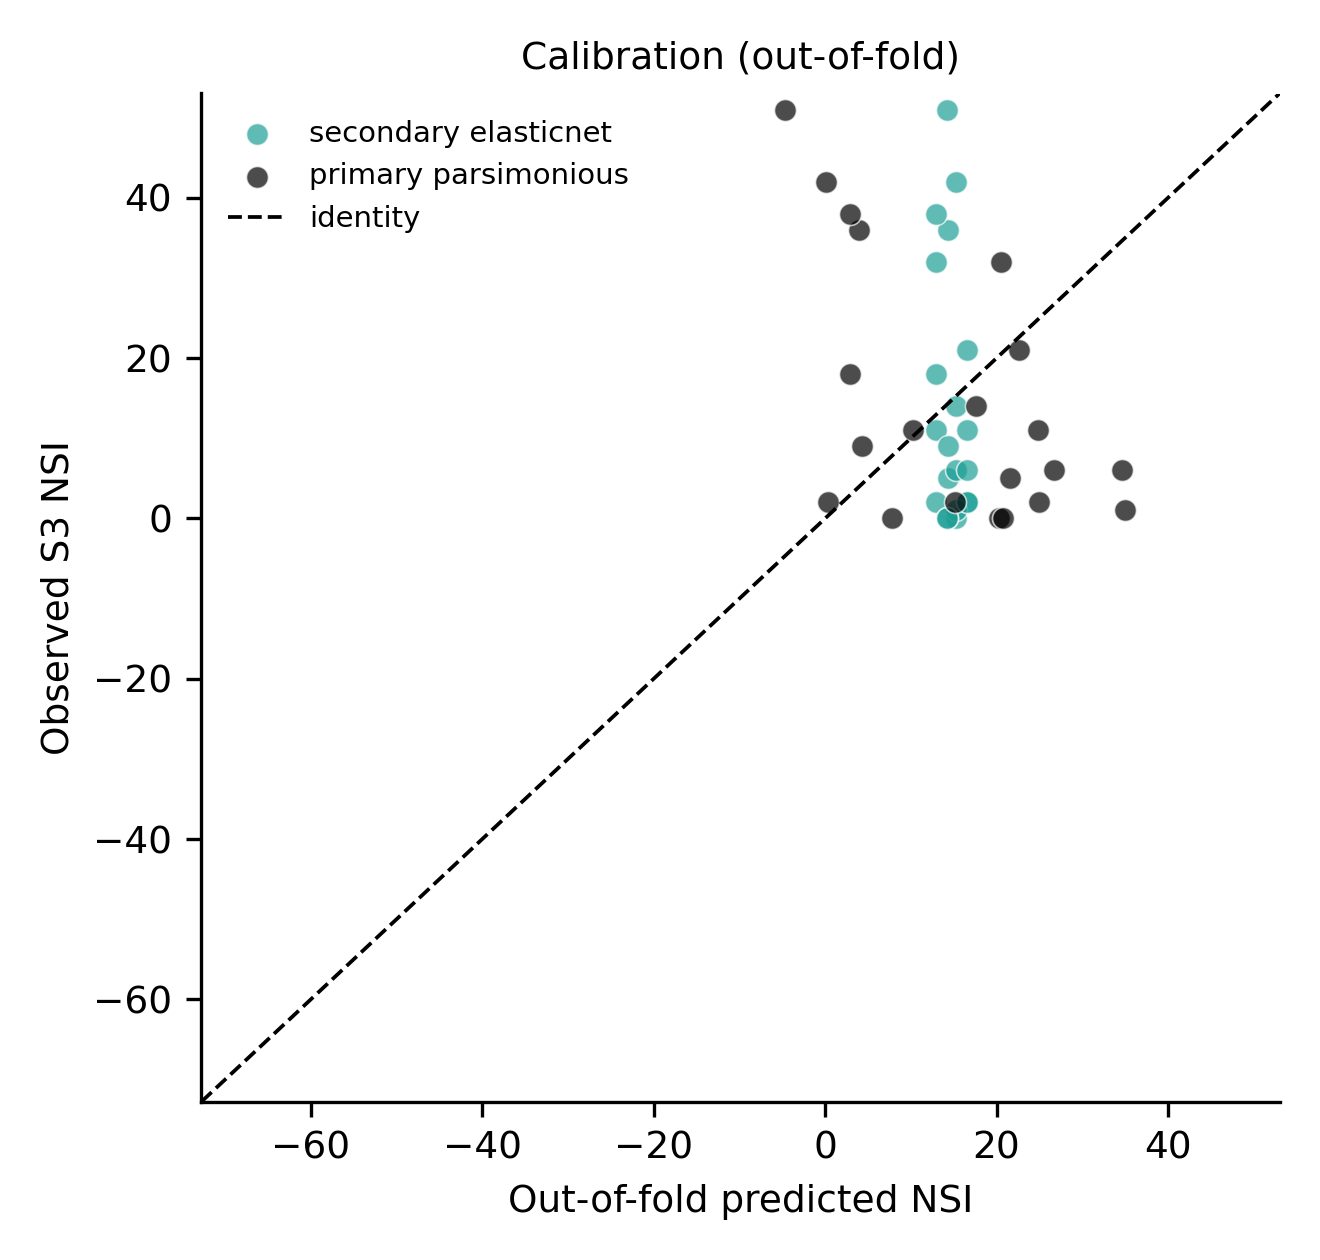 Calibration (out-of-fold)
secondary elasticnet
primary parsimonious
identity
40
20
0
−20
−40
−60
Observed S3 NSI
−60 −40 −20 0 20 40
Out-of-fold predicted NSI